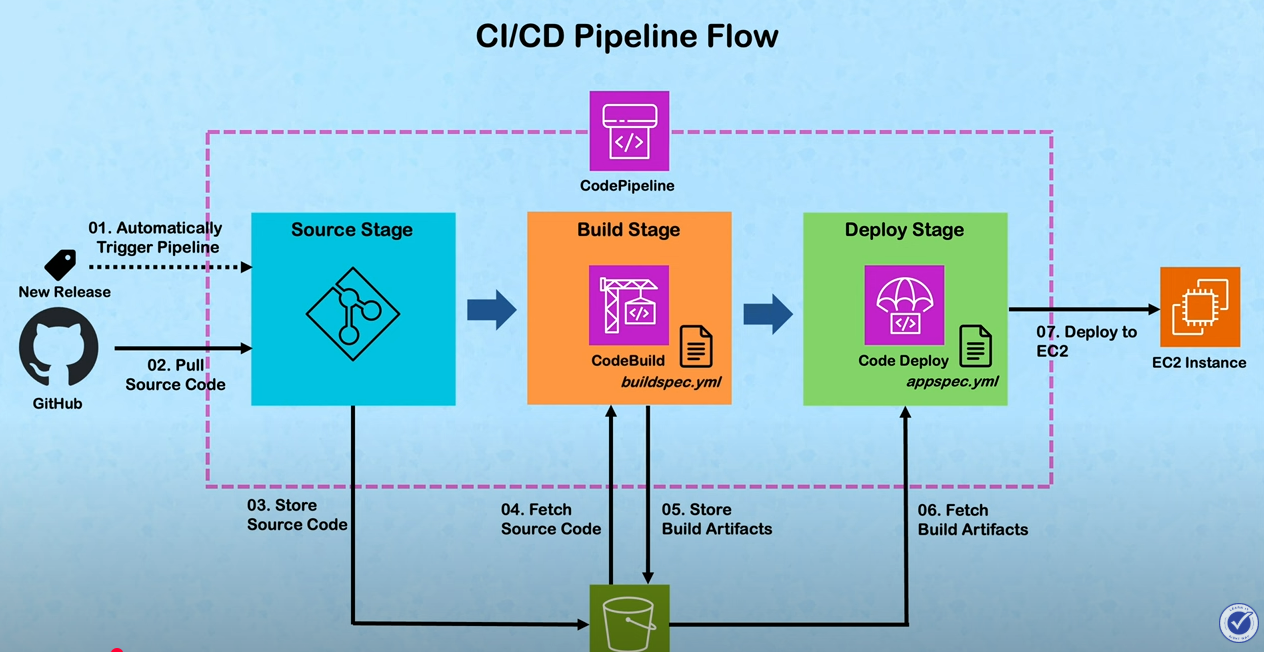 CI/CD Pipeline Flow
</>
CodePipeline
01. Automatically
Trigger Pipeline
New Release
02. Pull
Source Code
GitHub
Source Stage
Build Stage
</>
CodeBuild
buildspec.yml
Deploy Stage
</>
Code Deploy
appspec.yml
07. Deploy to
EC2
EC2 Instance
03. Store
Source Code
04. Fetch
Source Code
05. Store
Build Artifacts
06. Fetch
Build Artifacts